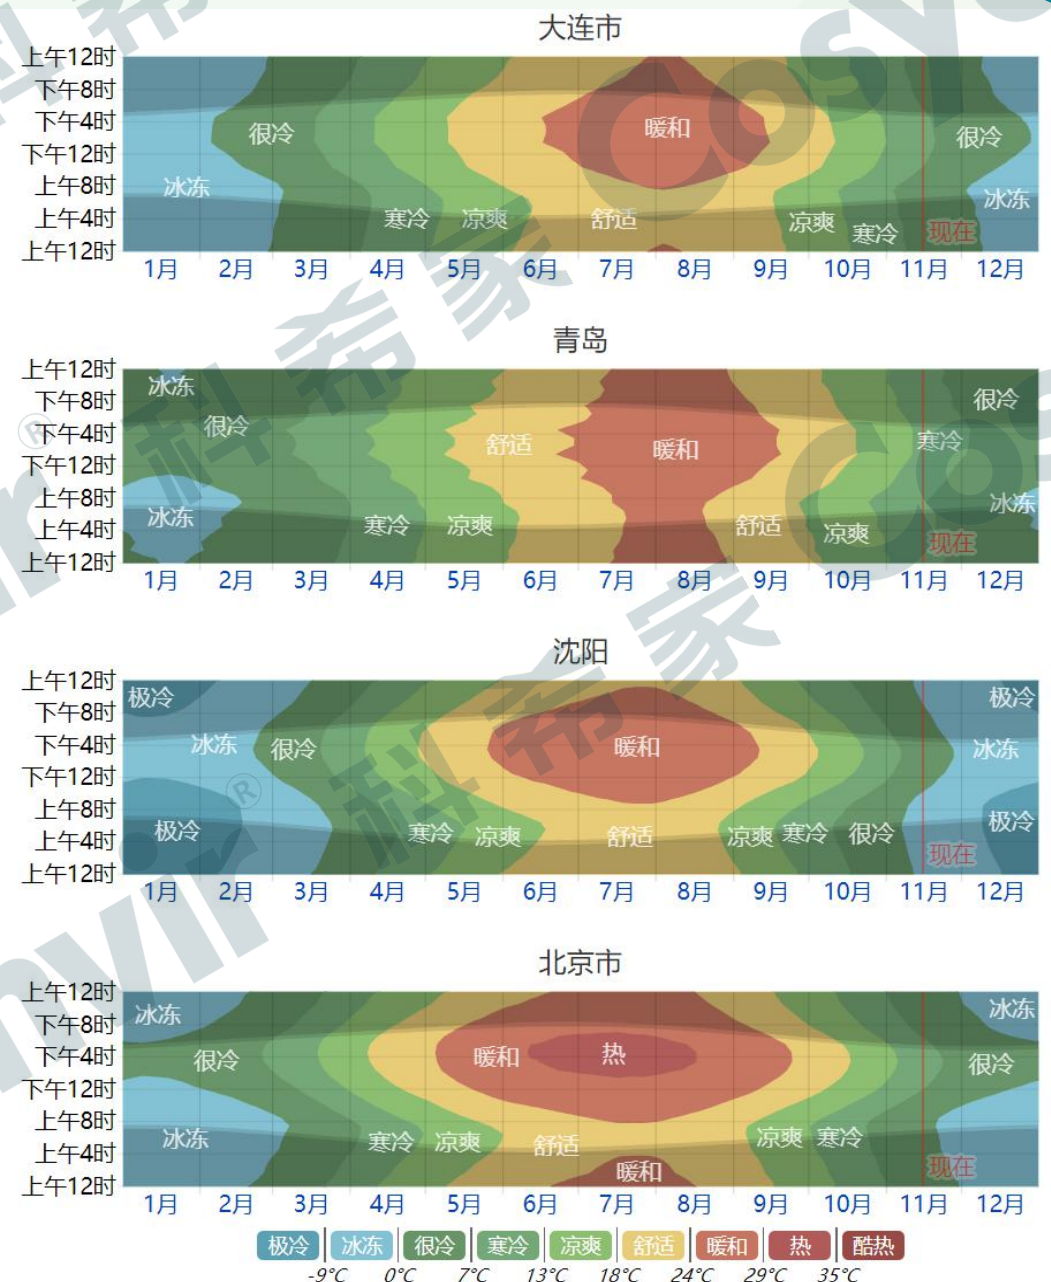 大连市
上午12时
下午8时
下午4时
下午12时
上午8时
上午4时
上午12时
很冷 暖和 很冷
冰冻 冰冻
寒冷 凉爽 舒适 凉爽 寒冷 现在
1月 2月 3月 4月 5月 6月 7月 8月 9月 10月 11月 12月
青岛
上午12时
下午8时
下午4时
下午12时
上午8时
上午4时
上午12时
冰冻 很冷
很冷 舒适 暖和 寒冷
冰冻 寒冷 凉爽 舒适 凉爽 冰冻
现在
1月 2月 3月 4月 5月 6月 7月 8月 9月 10月 11月 12月
沈阳
上午12时
下午8时
下午4时
下午12时
上午8时
上午4时
上午12时
极冷 极冷
冰冻 很冷 暖和 冰冻
极冷 寒冷 凉爽 舒适 凉爽 寒冷 很冷 极冷
现在
1月 2月 3月 4月 5月 6月 7月 8月 9月 10月 11月 12月
北京市
上午12时
下午8时
下午4时
下午12时
上午8时
上午4时
上午12时
冰冻 冰冻
很冷 暖和 热 很冷
冰冻 寒冷 凉爽 舒适 凉爽 寒冷
暖和 现在
1月 2月 3月 4月 5月 6月 7月 8月 9月 10月 11月 12月
极冷 冰冻 很冷 寒冷 凉爽 舒适 暖和 热 酷热
-9°C 0°C 7°C 13°C 18°C 24°C 29°C 35°C
科希家
科希家